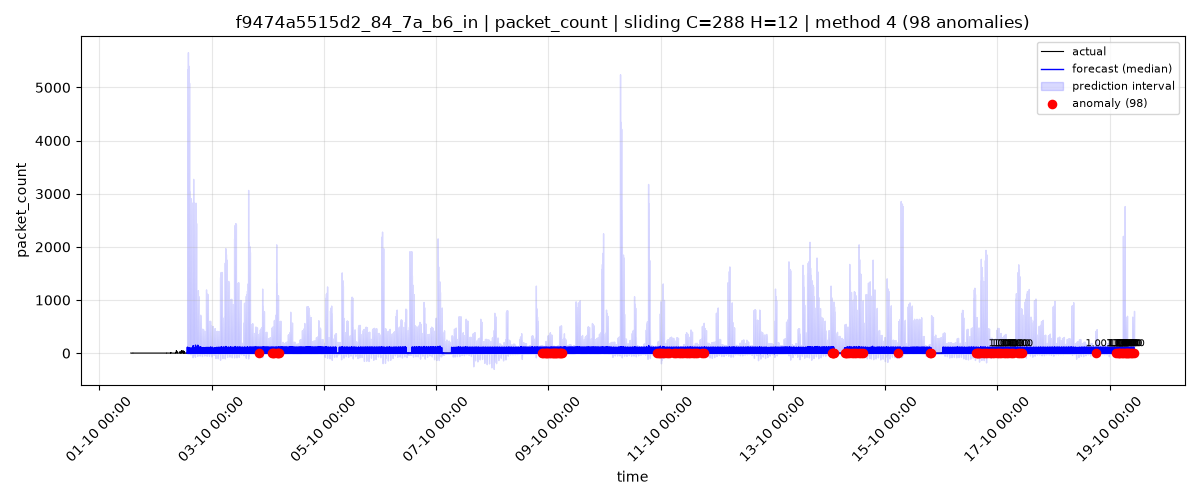 f9474a5515d2_84_7a_b6_in | packet_count | sliding C=288 H=12 | method 4 (98 anomalies)
actual
forecast (median)
prediction interval
anomaly (98)
packet_count
5000
4000
3000
2000
1000
0
01-10 00:00
03-10 00:00
05-10 00:00
07-10 00:00
09-10 00:00
11-10 00:00
13-10 00:00
15-10 00:00
17-10 00:00
19-10 00:00
time